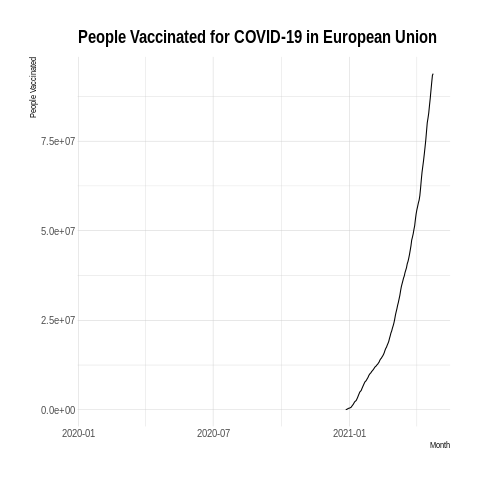 People Vaccinated for COVID-19 in European Union
People Vaccinated
7.5e+07
5.0e+07
2.5e+07
0.0e+00
2020-01
2020-07
2021-01
Month